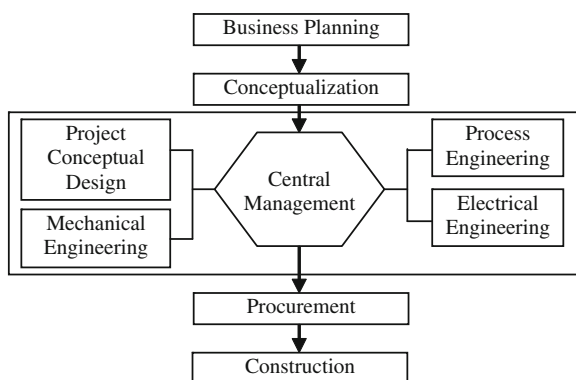 Business Planning
Conceptualization
Project
Conceptual
Design
Mechanical
Engineering
Central
Management
Process
Engineering
Electrical
Engineering
Procurement
Construction